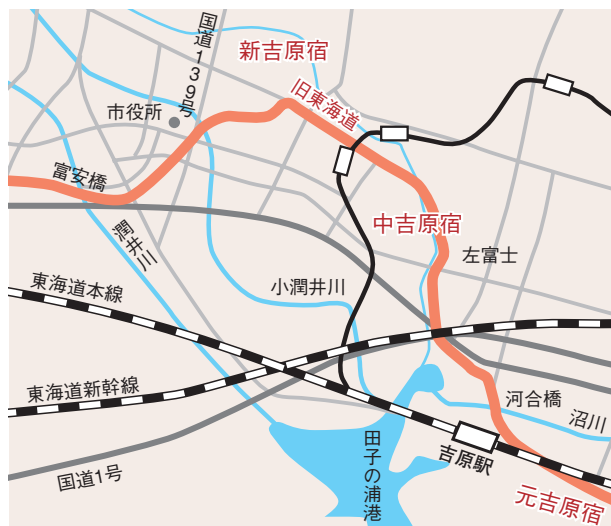 国道139号
新吉原宿
旧東海道
市役所
富安橋
中吉原宿
潤井川
左富士
小潤井川
東海道本線
東海道新幹線
河合橋
沼川
田子の浦港
吉原駅
国道1号
元吉原宿